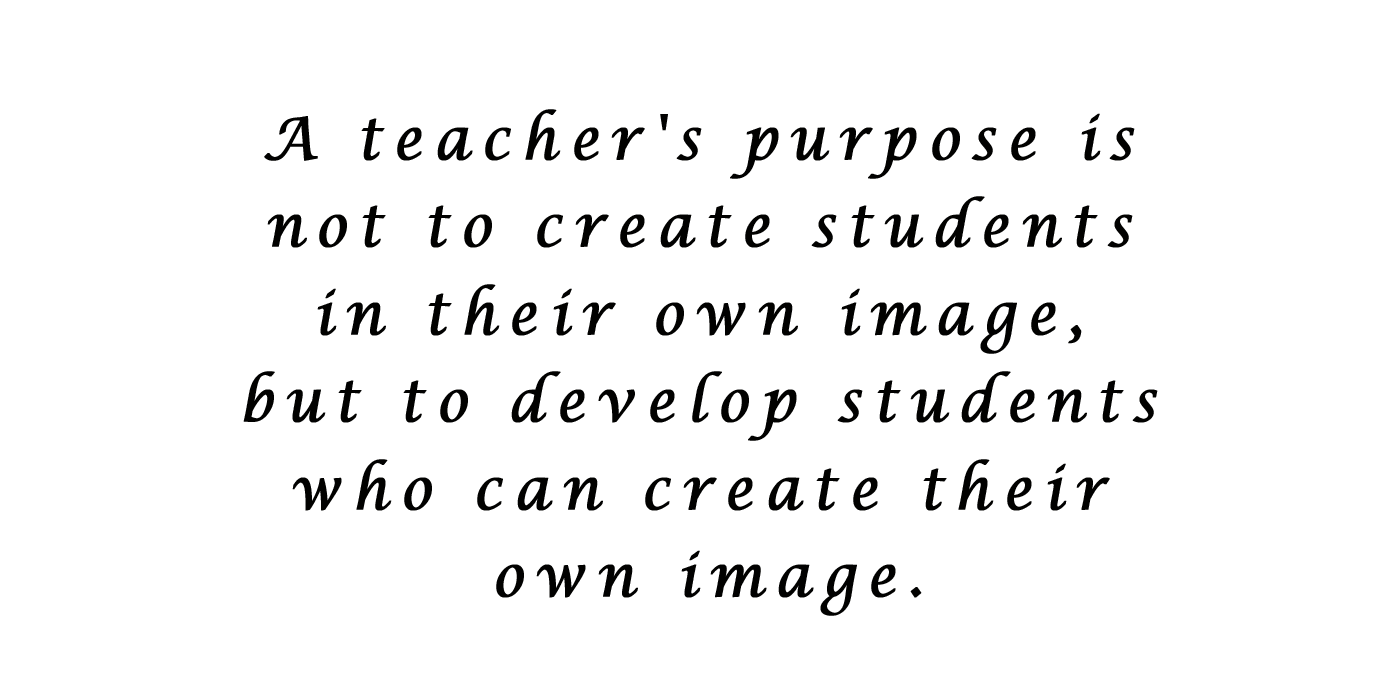 A teacher's purpose is
not to create students
in their own image,
but to develop students
who can create their
own image.